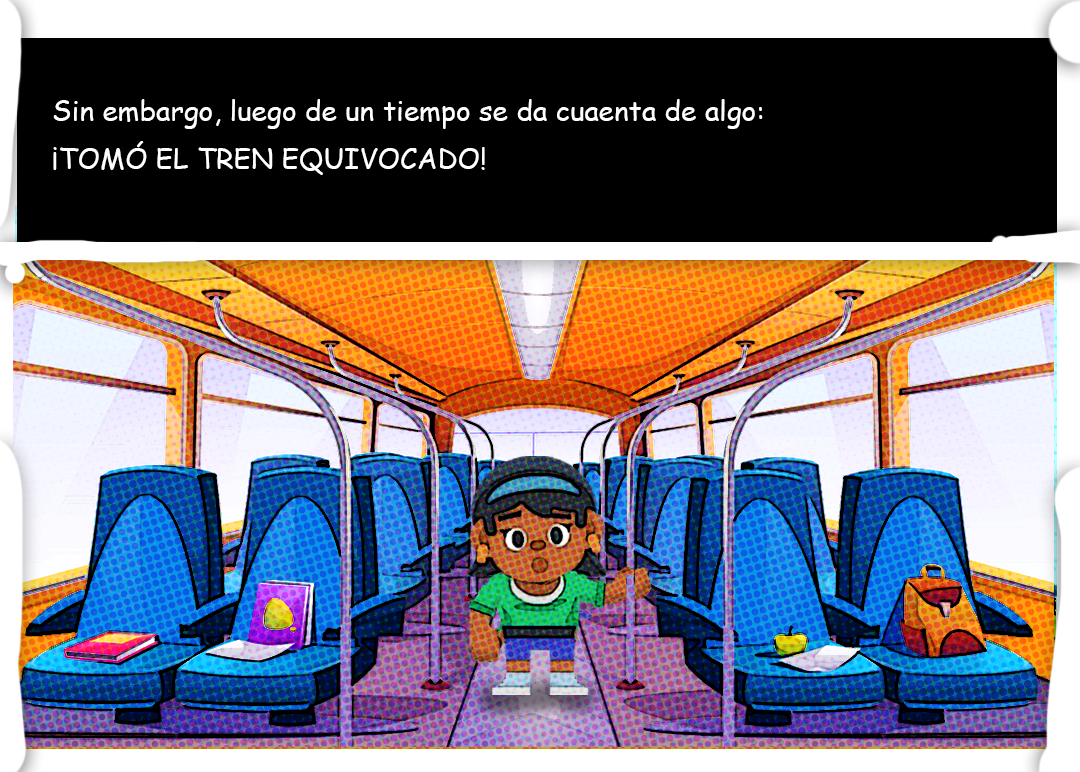 Sin embargo, luego de un tiempo se da cuaenta de algo:
¡TOMÓ EL TREN EQUIVOCADO!